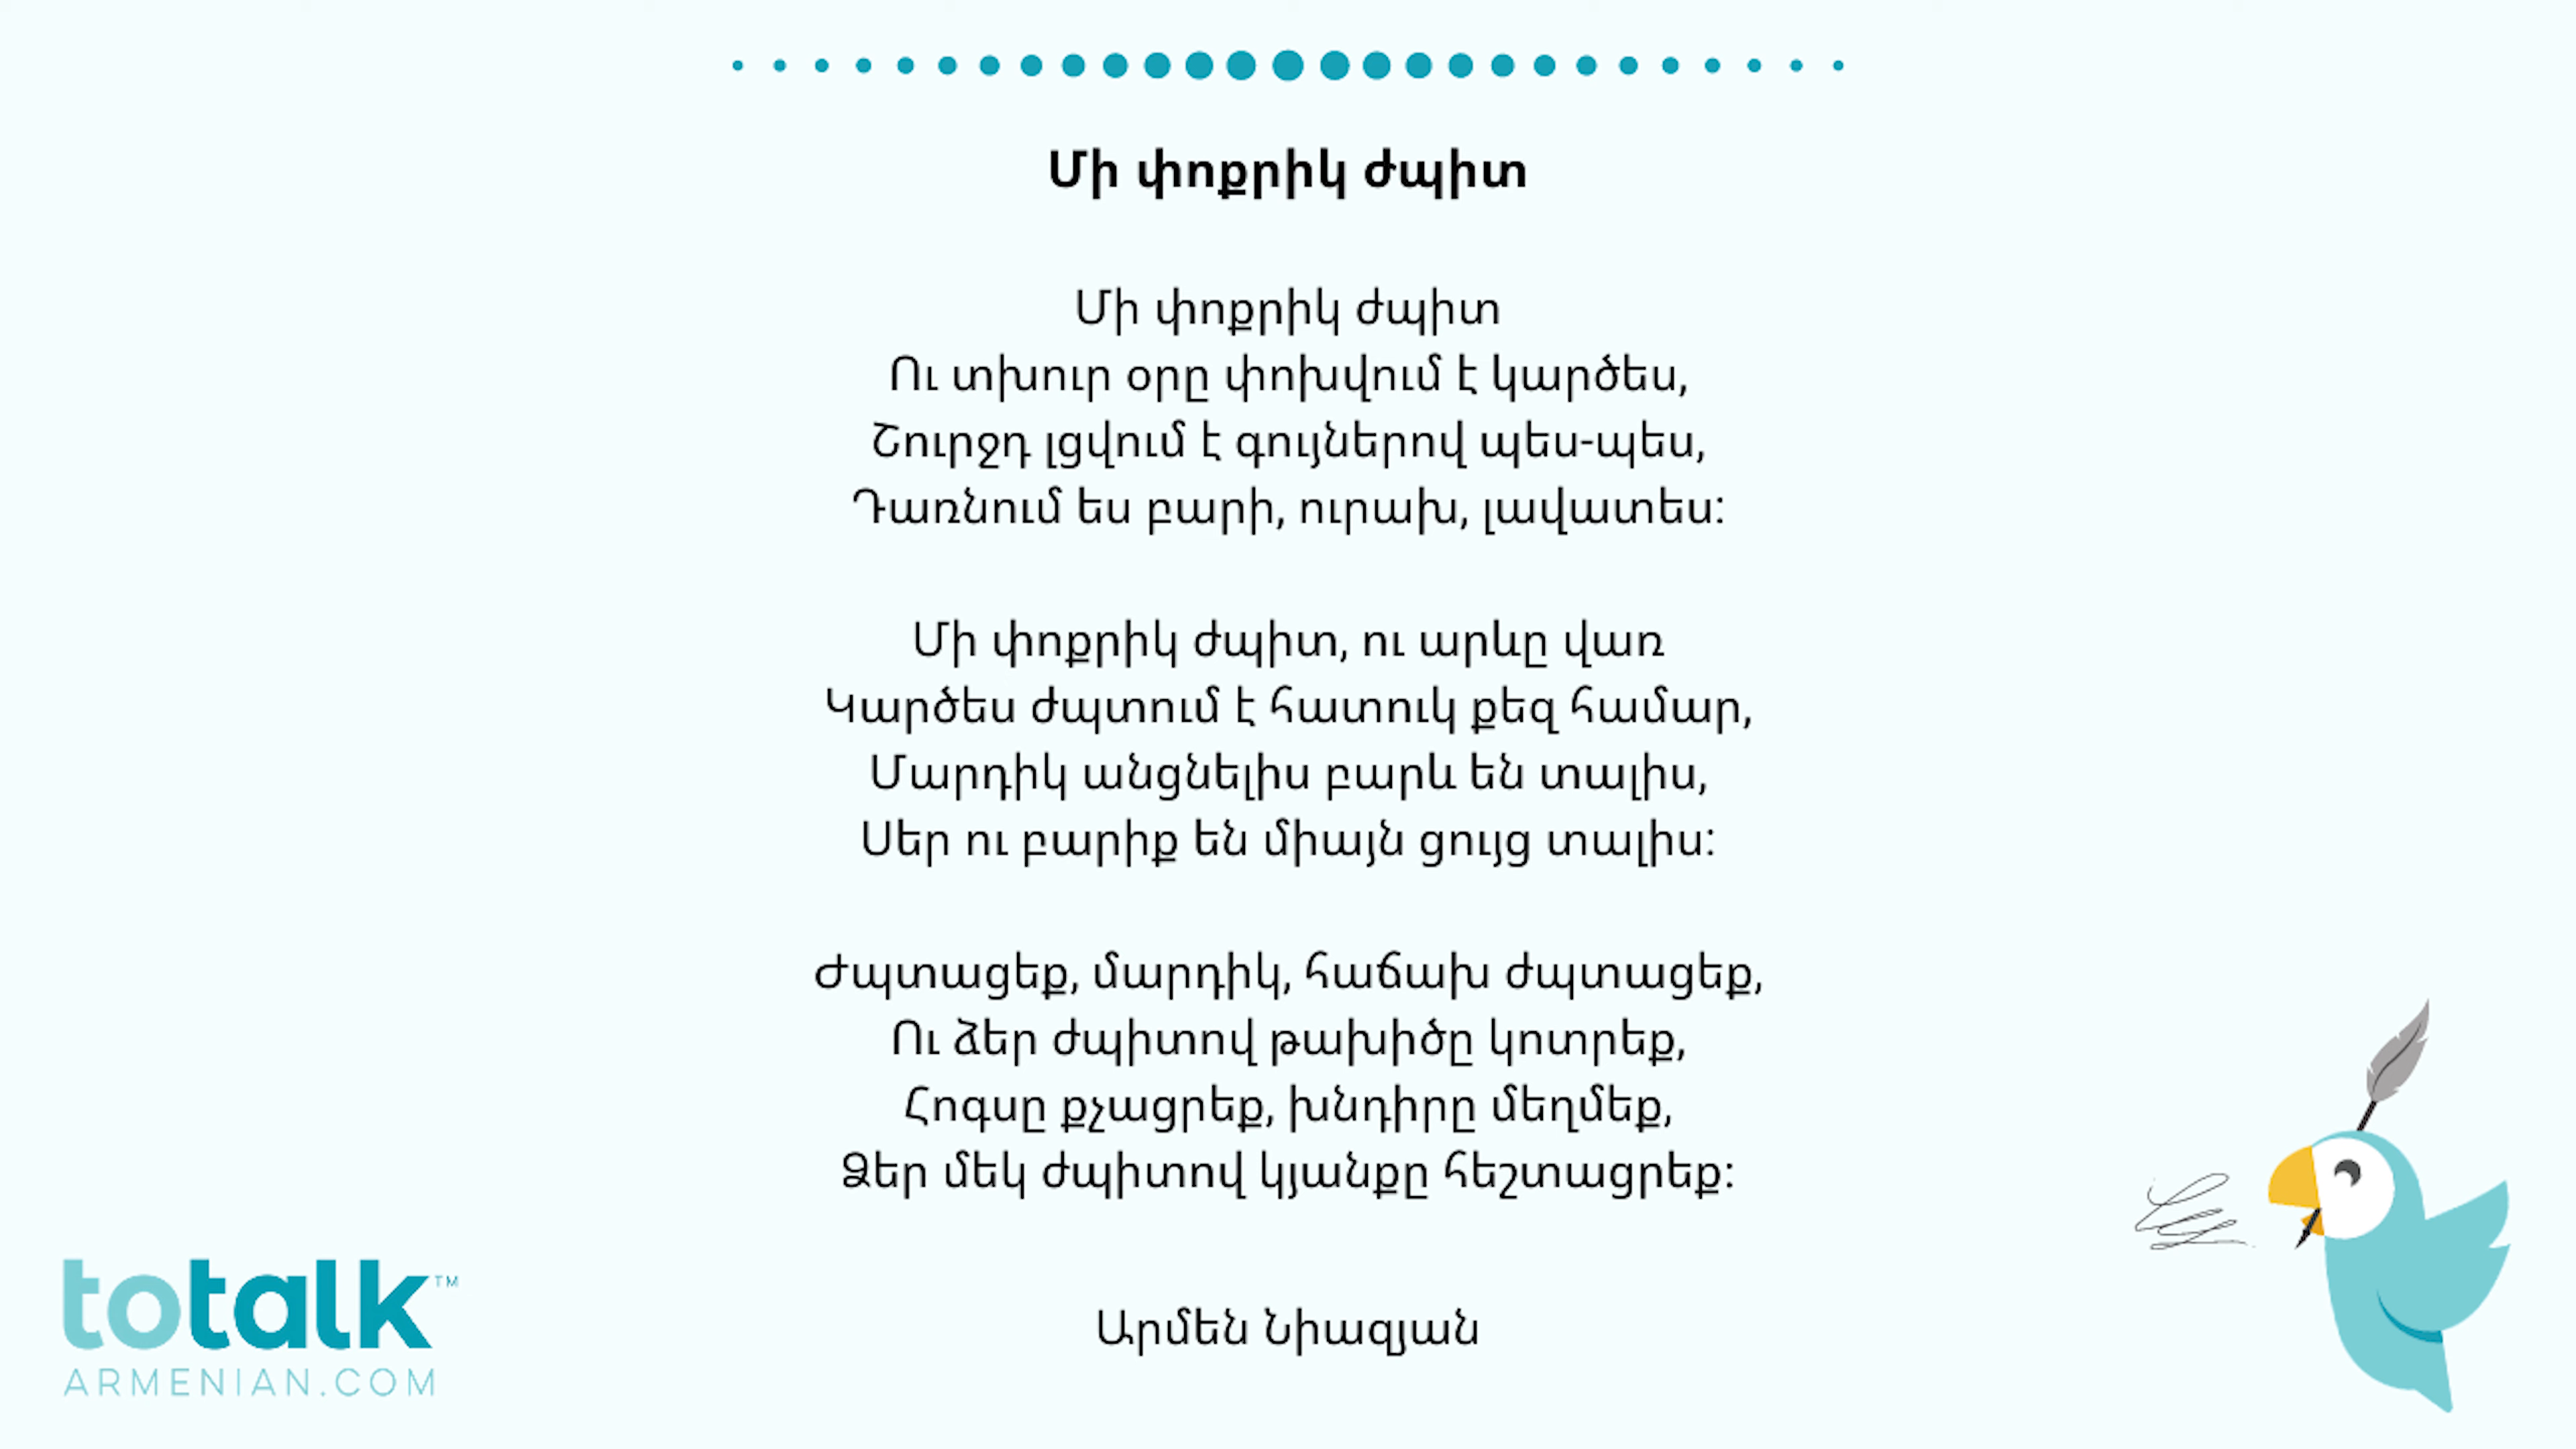 Մի փոքրիկ ժպիտ
Մի փոքրիկ ժպիտ
Ու տխուր օրը փոխվում է կարծես,
Շուրջդ լցվում է գույներով պես-պես,
Դառնում ես բարի, ուրախ, լավատես:
Մի փոքրիկ ժպիտ, ու արևը վառ
Կարծես ժպտում է հատուկ քեզ համար,
Մարդիկ անցնելիս բարև են տալիս,
Սեր ու բարիք են միայն ցույց տալիս:
Ժպտացեք, մարդիկ, հաճախ ժպտացեք,
Ու ձեր ժպիտով թախիծը կոտրեք,
Հոգսը քչացրեք, խնդիրը մեղմեք,
Ձեր մեկ ժպիտով կյանքը հեշտացրեք:
Արմեն Նիազյան
totalk™
ARMENIAN.COM